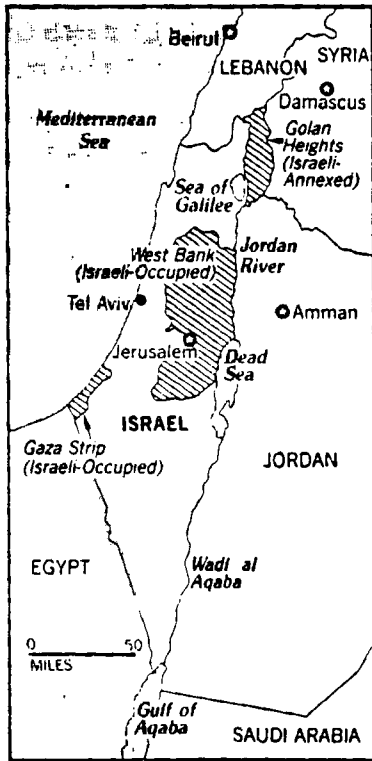 Beirut
LEBANON
SYRIA
Damascus
Mediterranean
Sea
Golan
Heights
(Israeli-
Annexed)
Sea of
Galilee
West Bank
(Israeli-Occupied)
Jordan
River
Tel Aviv
Amman
Jerusalem
Dead
Sea
ISRAEL
Gaza Strip
(Israeli-Occupied)
JORDAN
EGYPT
Wadi al
Aqaba
0 50
MILES
Gulf of
Aqaba
SAUDI ARABIA